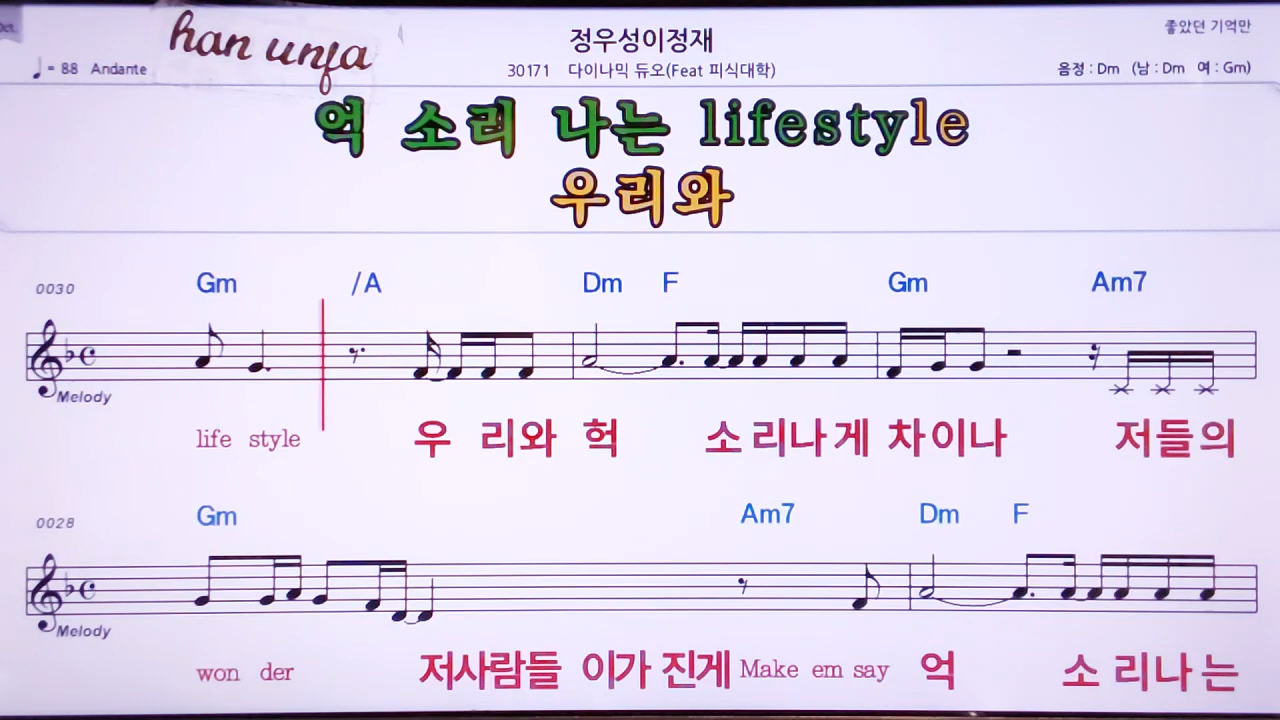 Oct.
han unfa
정우성이정재
좋았던 기억만
♩= 88 Andante
30171 다이나믹 듀오(Feat 피식대학)
음정 : Dm (남 : Dm 여 : Gm)
억 소리 나는 lifestyle
우리와
0030 Gm /A Dm F Gm Am7
Melody
life style 우 리와 헉 소리나게 차이나 저들의
0028 Gm Am7 Dm F
Melody
won der 저사람들 이가 진게 Make em say 억 소 리나는